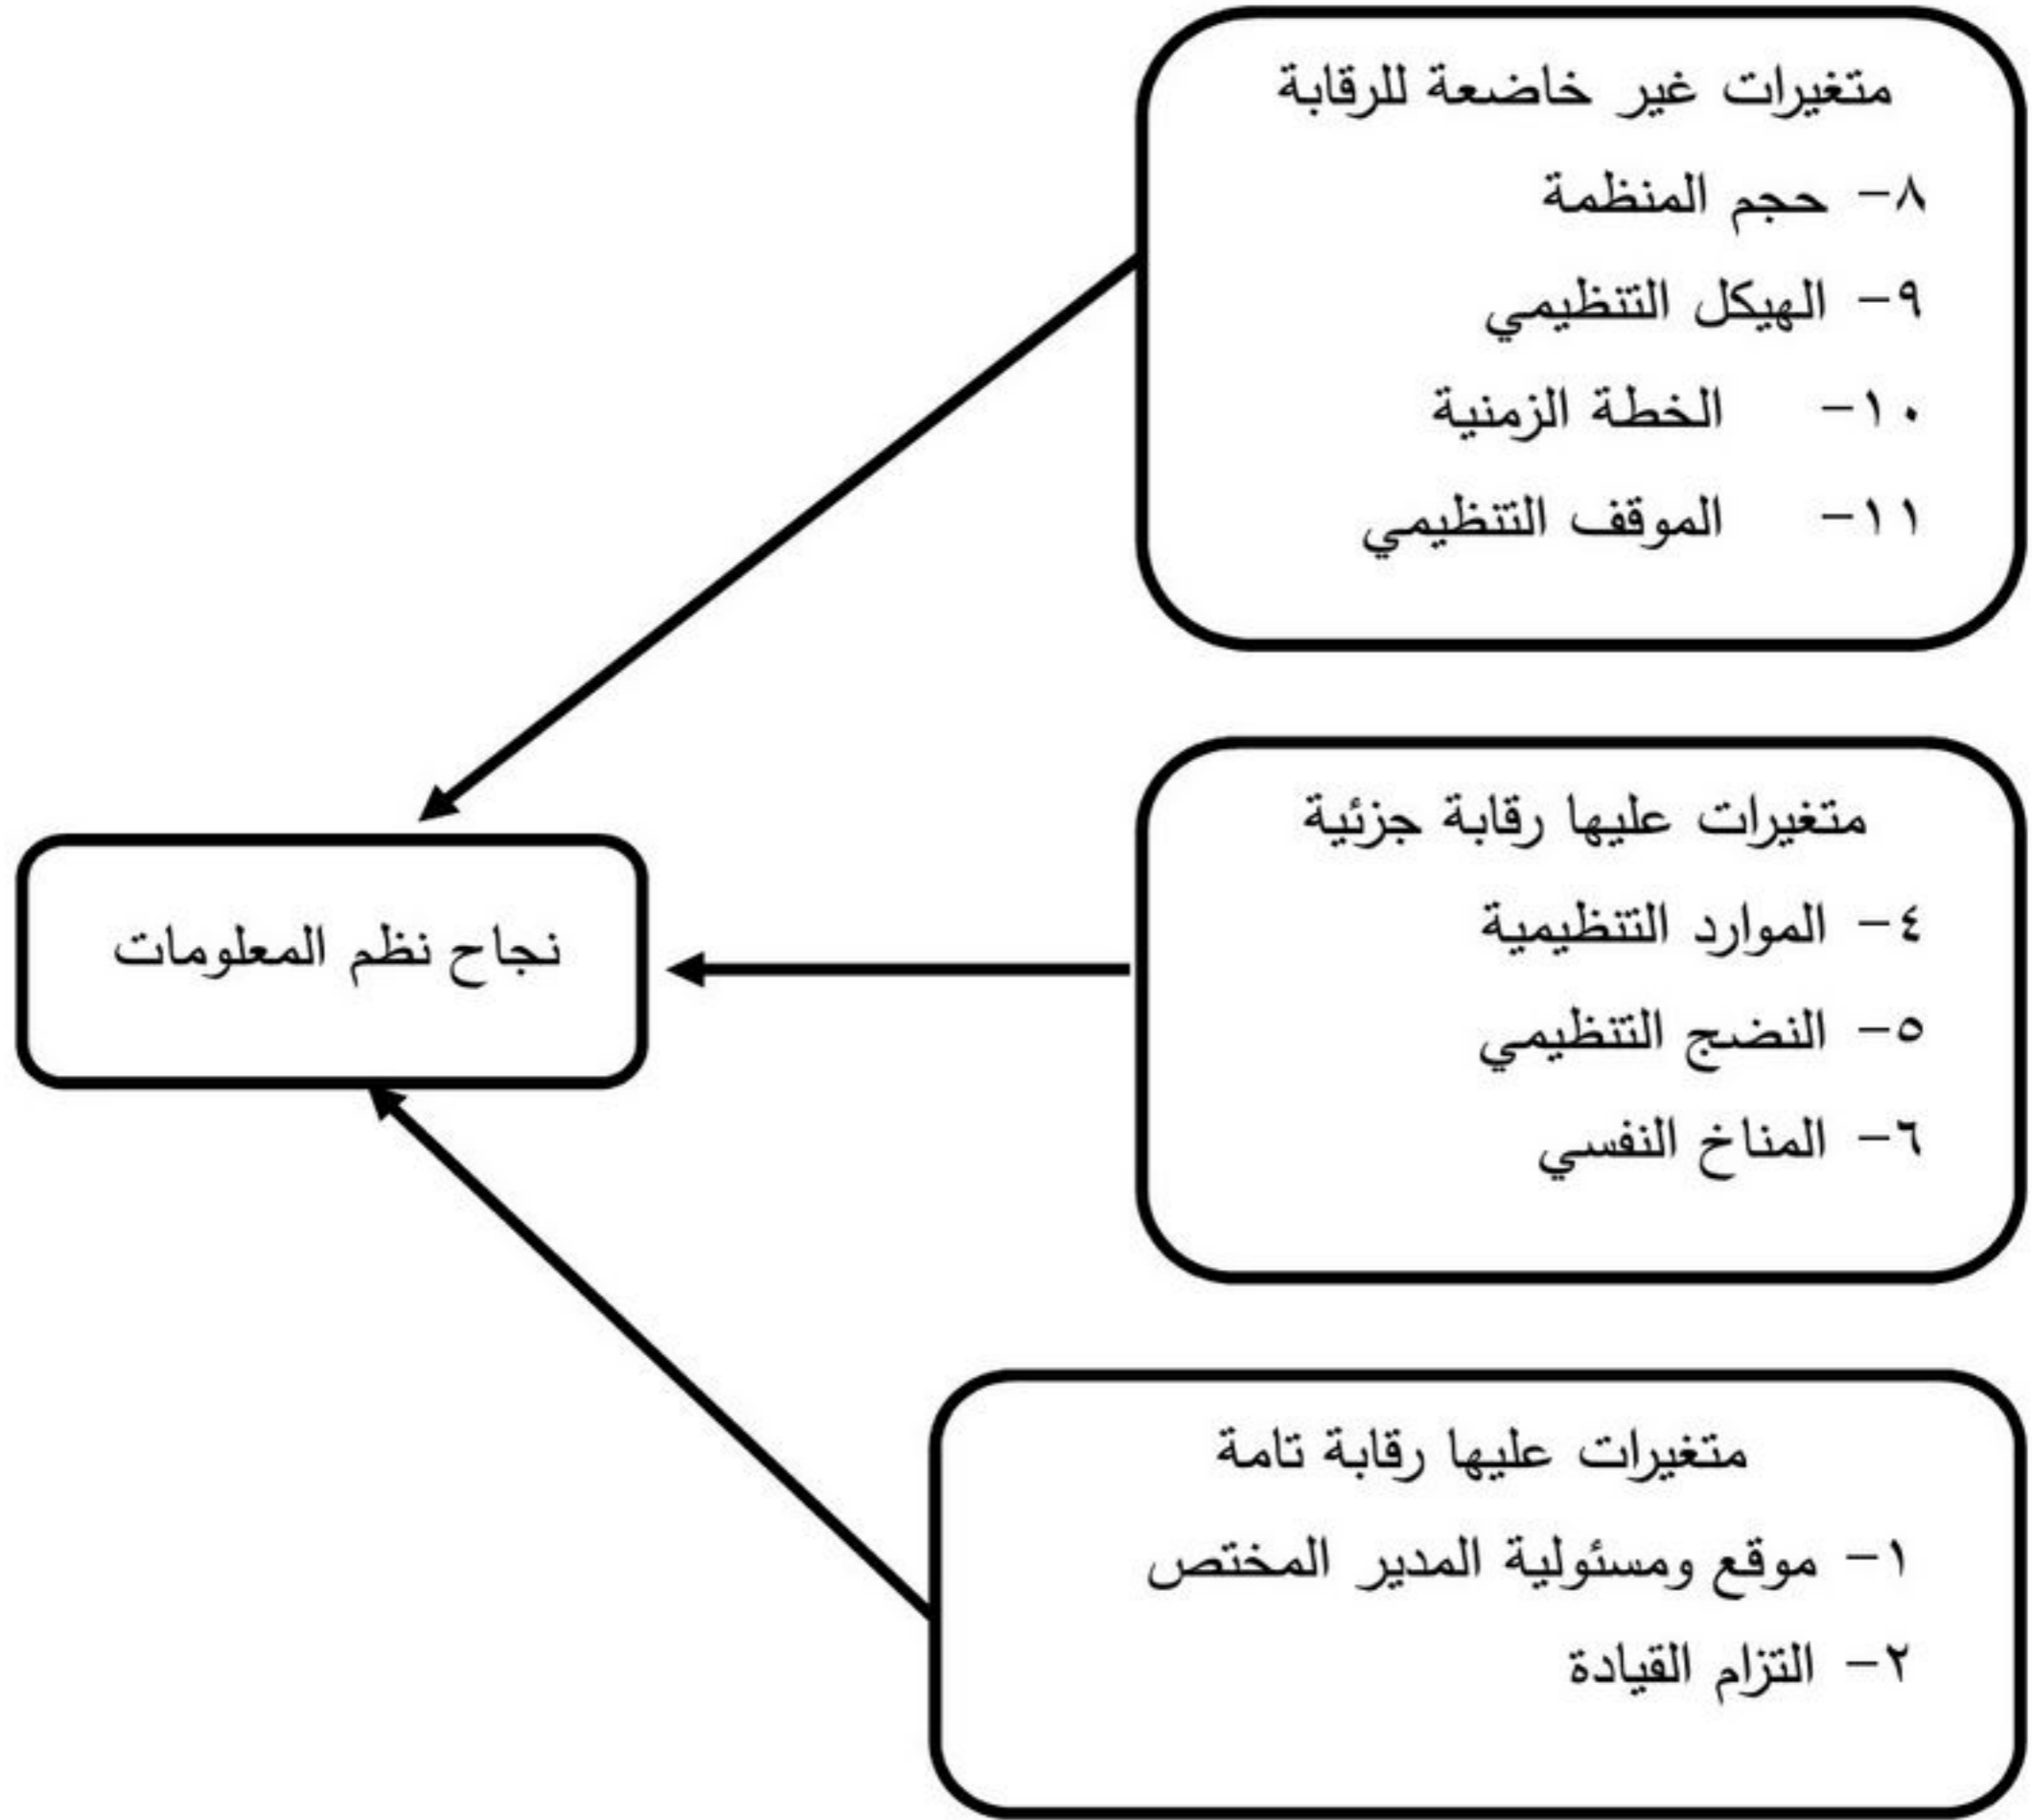 متغيرات غير خاضعة للرقابة
٨- حجم المنظمة
٩- الهيكل التنظيمي
١٠- الخطة الزمنية
١١- الموقف التنظيمي
متغيرات عليها رقابة جزئية
٤- الموارد التنظيمية
٥- النضج التنظيمي
٦- المناخ النفسي
نجاح نظم المعلومات
متغيرات عليها رقابة تامة
١- موقع ومسئولية المدير المختص
٢- التزام القيادة